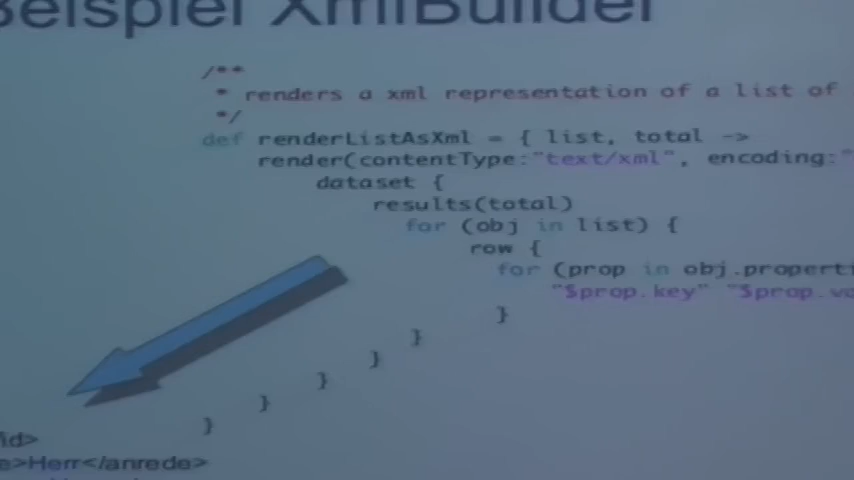 Beispiel XmlBuilder
/**
* renders a xml representation of a list of
*/
def renderListAsXml = { list, total ->
render(contentType:"text/xml", encoding:"
dataset {
results(total)
for (obj in list) {
row {
for (prop in obj.properti
"$prop.key" "$prop.va
}
}
}
}
}
}
id>
e>Herr</anrede>